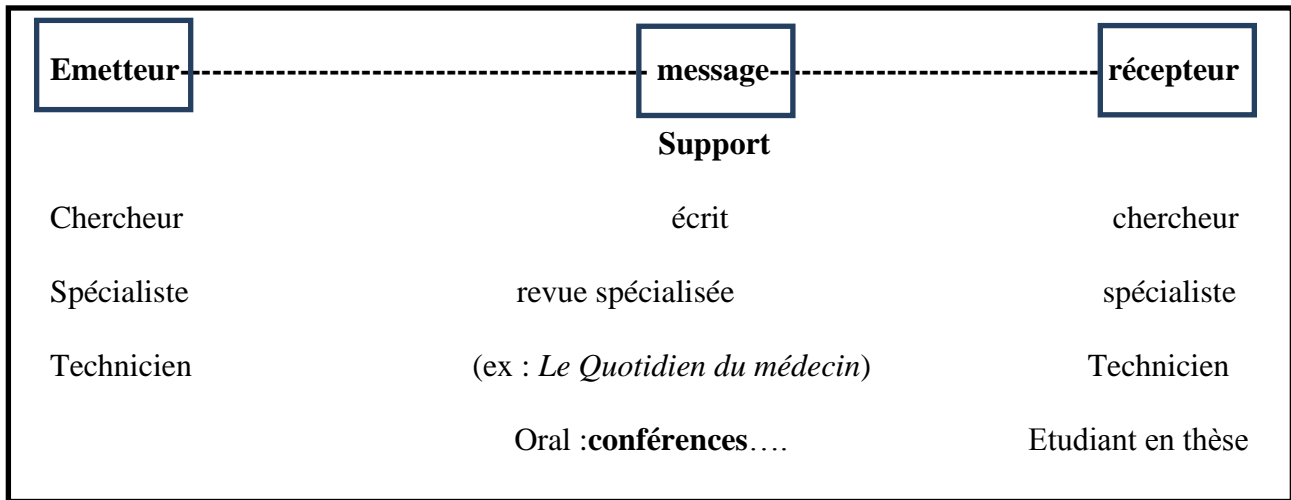 Emetteur-------------------------------- message----------------------- récepteur
Support
Chercheur écrit chercheur
Spécialiste revue spécialisée spécialiste
Technicien (ex : Le Quotidien du médecin) Technicien
Oral :conférences…. Etudiant en thèse